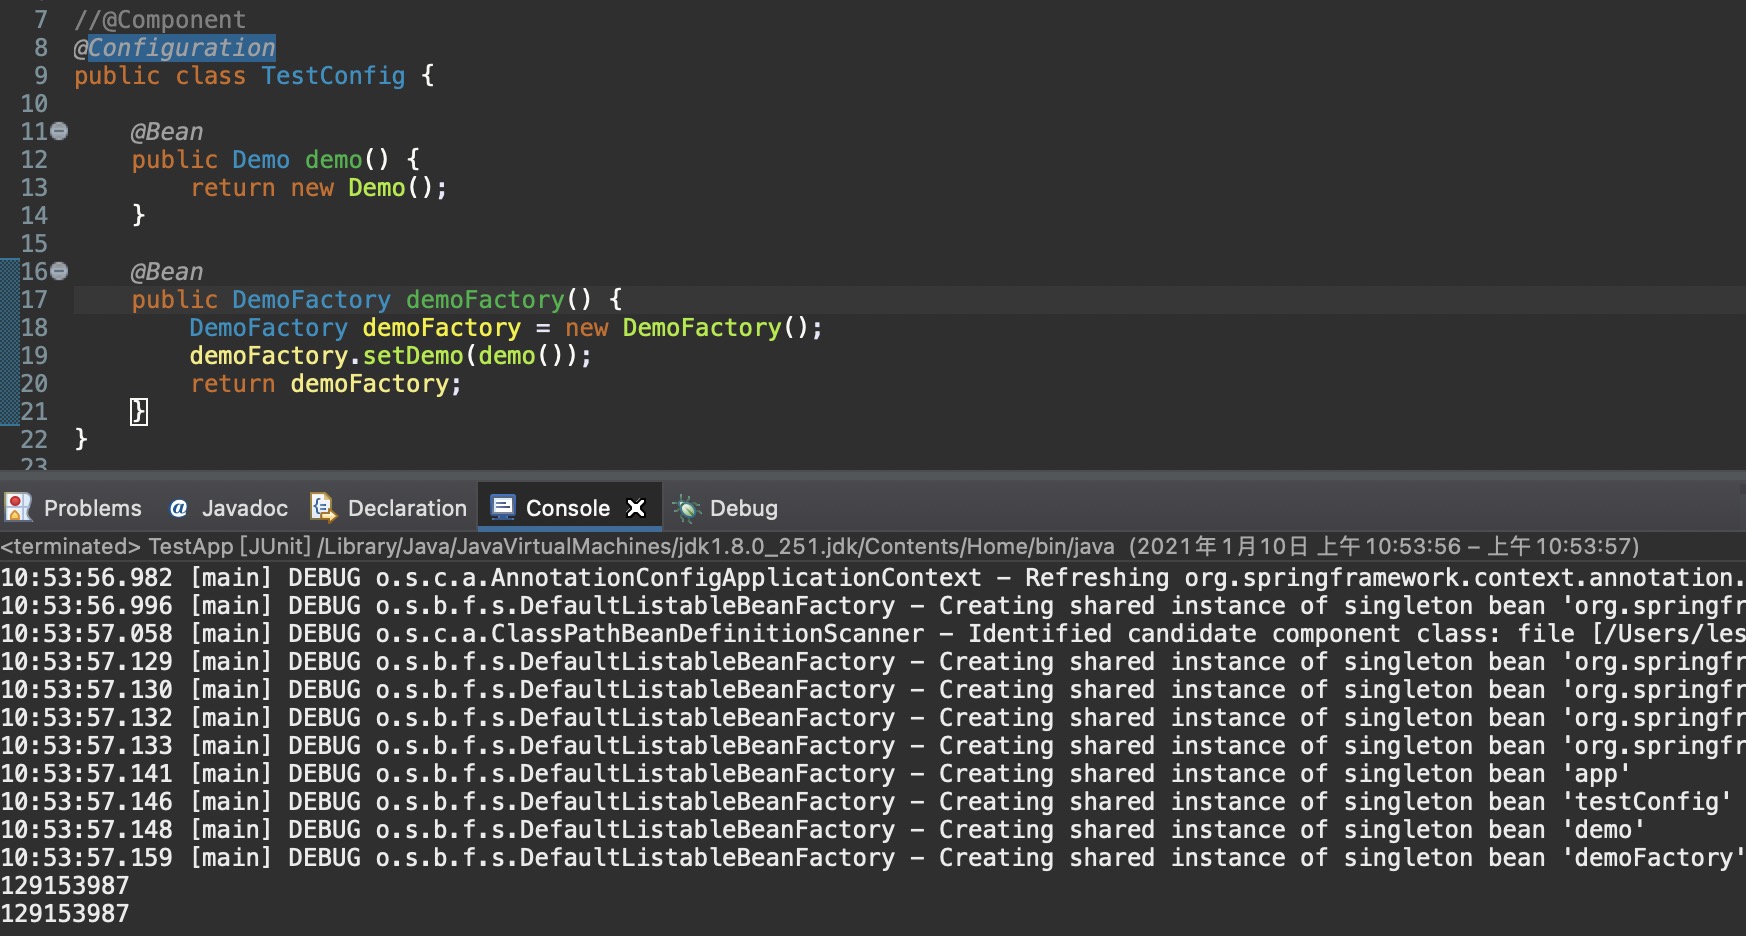 7 //@Component
8 @Configuration
9 public class TestConfig {
10
11 @Bean
12 public Demo demo() {
13 return new Demo();
14 }
15
16 @Bean
17 public DemoFactory demoFactory() {
18 DemoFactory demoFactory = new DemoFactory();
19 demoFactory.setDemo(demo());
20 return demoFactory;
21 }
22 }
23
Problems @ Javadoc Declaration Console Debug
<terminated> TestApp [JUnit] /Library/Java/JavaVirtualMachines/jdk1.8.0_251.jdk/Contents/Home/bin/java (2021年1月10日 上午10:53:56 – 上午10:53:57)
10:53:56.982 [main] DEBUG o.s.c.a.AnnotationConfigApplicationContext - Refreshing org.springframework.context.annotation.
10:53:56.996 [main] DEBUG o.s.b.f.s.DefaultListableBeanFactory - Creating shared instance of singleton bean 'org.springfr
10:53:57.058 [main] DEBUG o.s.c.a.ClassPathBeanDefinitionScanner - Identified candidate component class: file [/Users/les
10:53:57.129 [main] DEBUG o.s.b.f.s.DefaultListableBeanFactory - Creating shared instance of singleton bean 'org.springfr
10:53:57.130 [main] DEBUG o.s.b.f.s.DefaultListableBeanFactory - Creating shared instance of singleton bean 'org.springfr
10:53:57.132 [main] DEBUG o.s.b.f.s.DefaultListableBeanFactory - Creating shared instance of singleton bean 'org.springfr
10:53:57.133 [main] DEBUG o.s.b.f.s.DefaultListableBeanFactory - Creating shared instance of singleton bean 'org.springfr
10:53:57.141 [main] DEBUG o.s.b.f.s.DefaultListableBeanFactory - Creating shared instance of singleton bean 'app'
10:53:57.146 [main] DEBUG o.s.b.f.s.DefaultListableBeanFactory - Creating shared instance of singleton bean 'testConfig'
10:53:57.148 [main] DEBUG o.s.b.f.s.DefaultListableBeanFactory - Creating shared instance of singleton bean 'demo'
10:53:57.159 [main] DEBUG o.s.b.f.s.DefaultListableBeanFactory - Creating shared instance of singleton bean 'demoFactory'
129153987
129153987